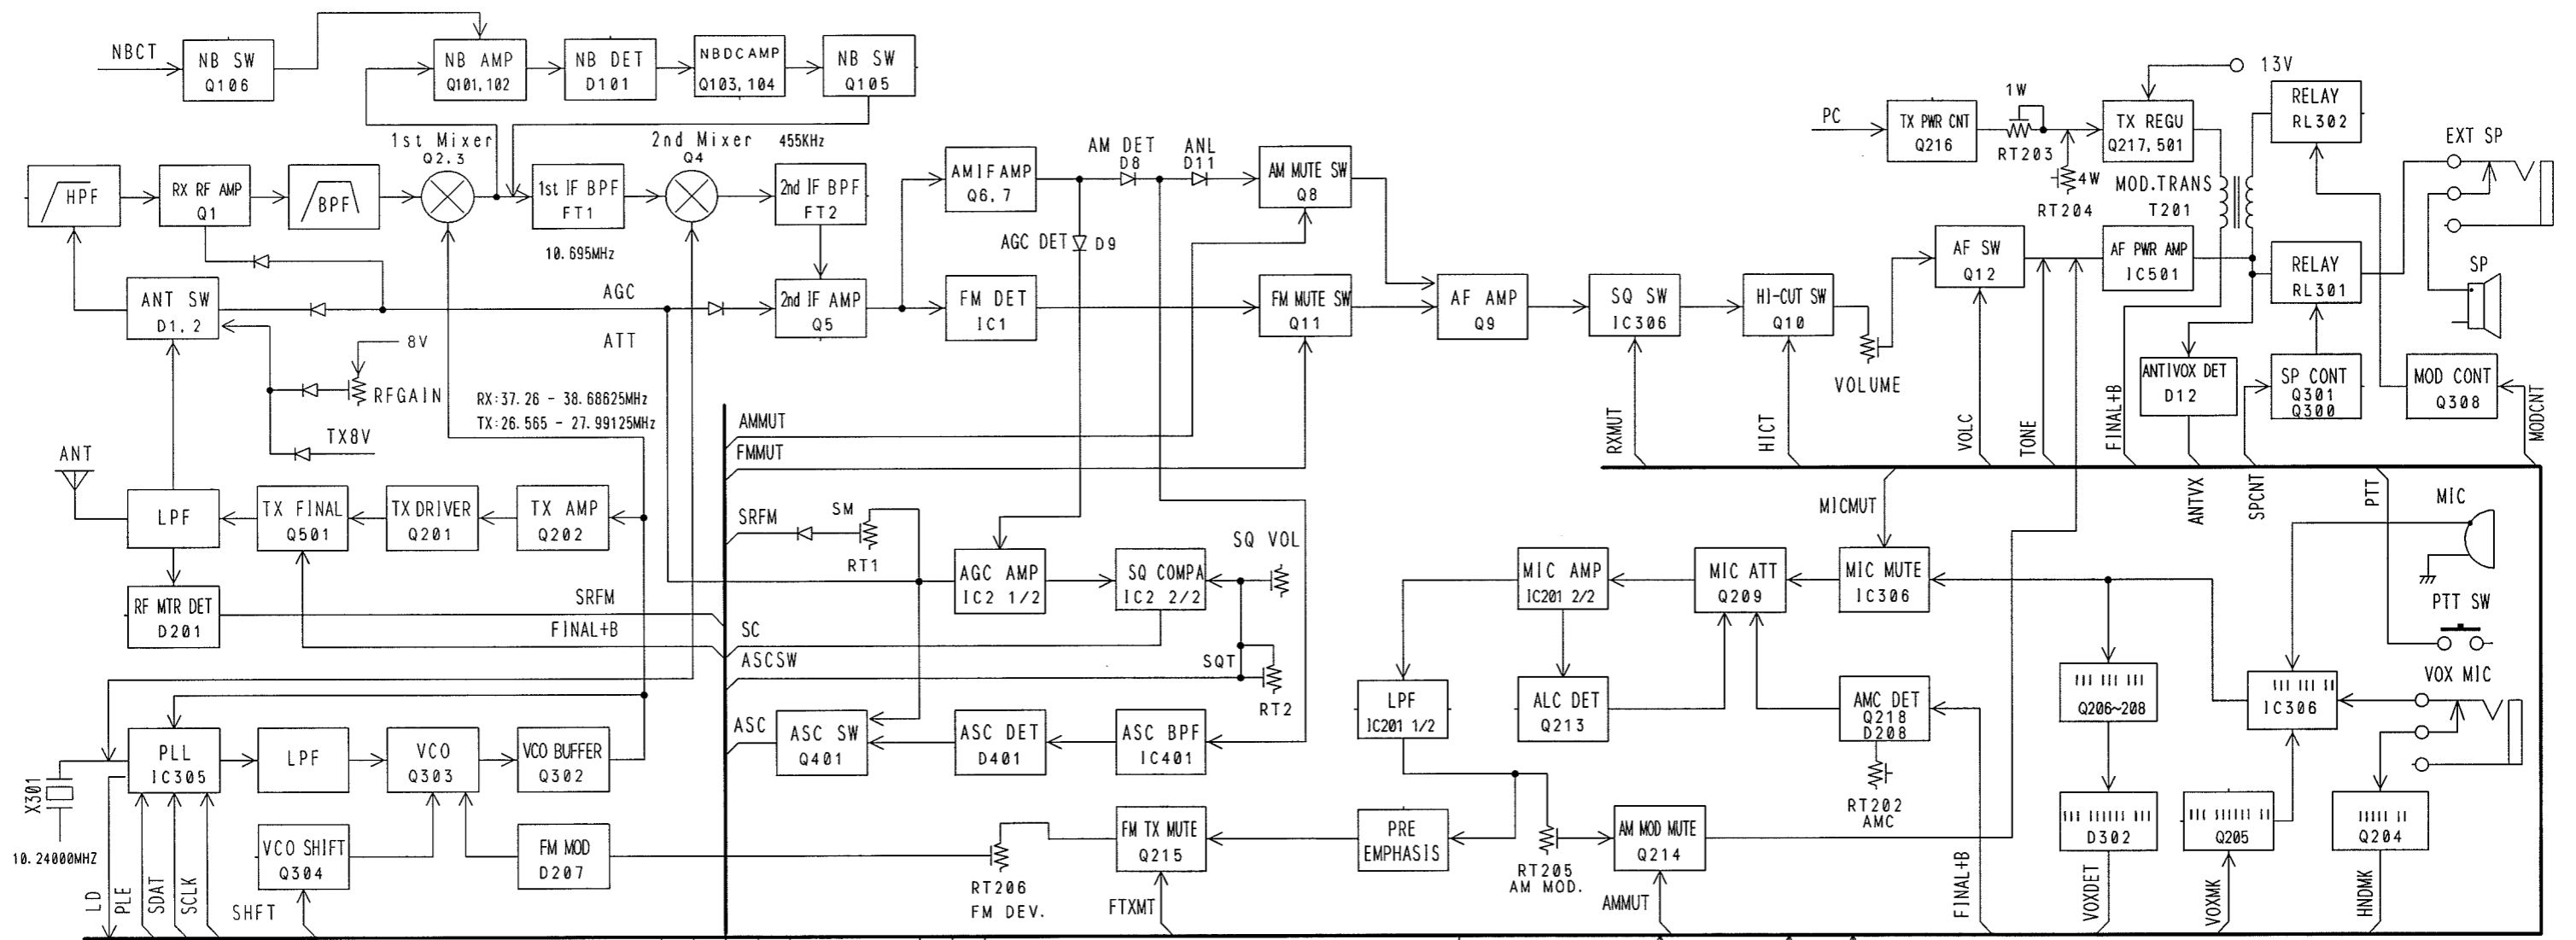 NBCT
NB SW
Q106
NB AMP
Q101,102
NB DET
D101
NBDCAMP
Q103,104
NB SW
Q105
1st Mixer
Q2.3
2nd Mixer
Q4
455KHz
HPF
RX RF AMP
Q1
BPF
1st IF BPF
FT1
10.695MHz
2nd IF BPF
FT2
ANT SW
D1,2
AGC
ATT
2nd IF AMP
Q5
8V
RFGAIN
TX8V
RX:37.26 - 38.68625MHz
TX:26.565 - 27.99125MHz
ANT
LPF
TX FINAL
Q501
TX DRIVER
Q201
TX AMP
Q202
RF MTR DET
D201
SRFM
FINAL+B
PLL
IC305
LPF
VCO
Q303
VCO BUFFER
Q302
X301
10.24000MHZ
VCO SHIFT
Q304
FM MOD
D207
LD
PLE
SDAT
SCLK
SHFT
AMIFAMP
Q6,7
AM DET
D8
ANL
D11
AGC DET
D9
AM MUTE SW
Q8
FM DET
IC1
FM MUTE SW
Q11
AF AMP
Q9
SQ SW
IC306
HI-CUT SW
Q10
VOLUME
AMMUT
FMMUT
SRFM
SM
RT1
AGC AMP
IC2 1/2
SQ COMPA
IC2 2/2
SQ VOL
SC
ASCSW
SQT
RT2
ASC
ASC SW
Q401
ASC DET
D401
ASC BPF
IC401
RT206
FM DEV.
FM TX MUTE
Q215
FTXMT
PRE
EMPHASIS
RT205
AM MOD.
AM MOD MUTE
Q214
AMMUT
LPF
IC201 1/2
MIC AMP
IC201 2/2
ALC DET
Q213
MIC ATT
Q209
MIC MUTE
IC306
MICMUT
AMC DET
Q218
D208
RT202
AMC
FINAL+B
PC
TX PWR CNT
Q216
1W
RT203
4W
RT204
TX REGU
Q217,501
13V
MOD.TRANS
T201
RELAY
RL302
AF SW
Q12
AF PWR AMP
IC501
RELAY
RL301
EXT SP
SP
ANTIVOX DET
D12
SP CONT
Q301
Q300
MOD CONT
Q308
RXMUT
HICT
VOLC
TONE
FINAL+B
ANTVX
SPCNT
PTT
MODCNT
MIC
PTT SW
VOX MIC
Q206~208
IC306
D302
Q205
Q204
VOXDET
VOXMK
HNDMK